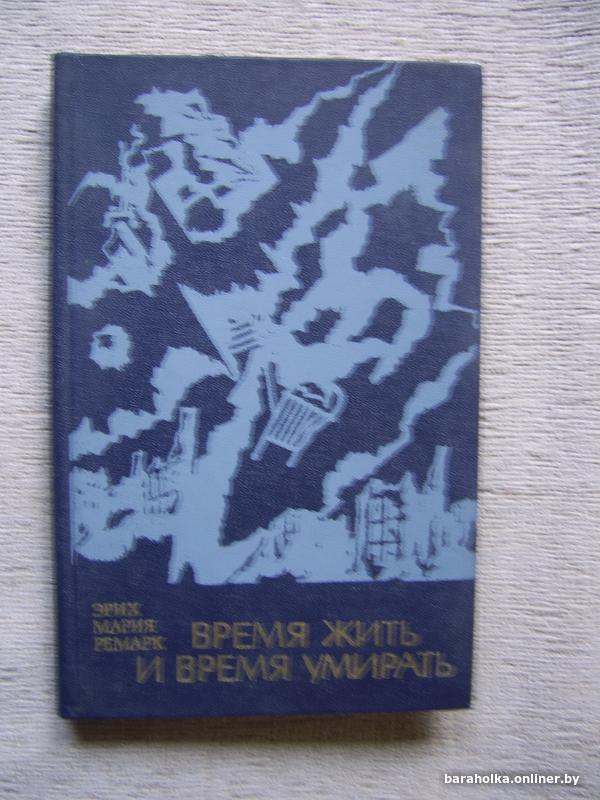 ЭРИХ
МАРИЯ
РЕМАРК
ВРЕМЯ ЖИТЬ
И ВРЕМЯ УМИРАТЬ
baraholka.onliner.by